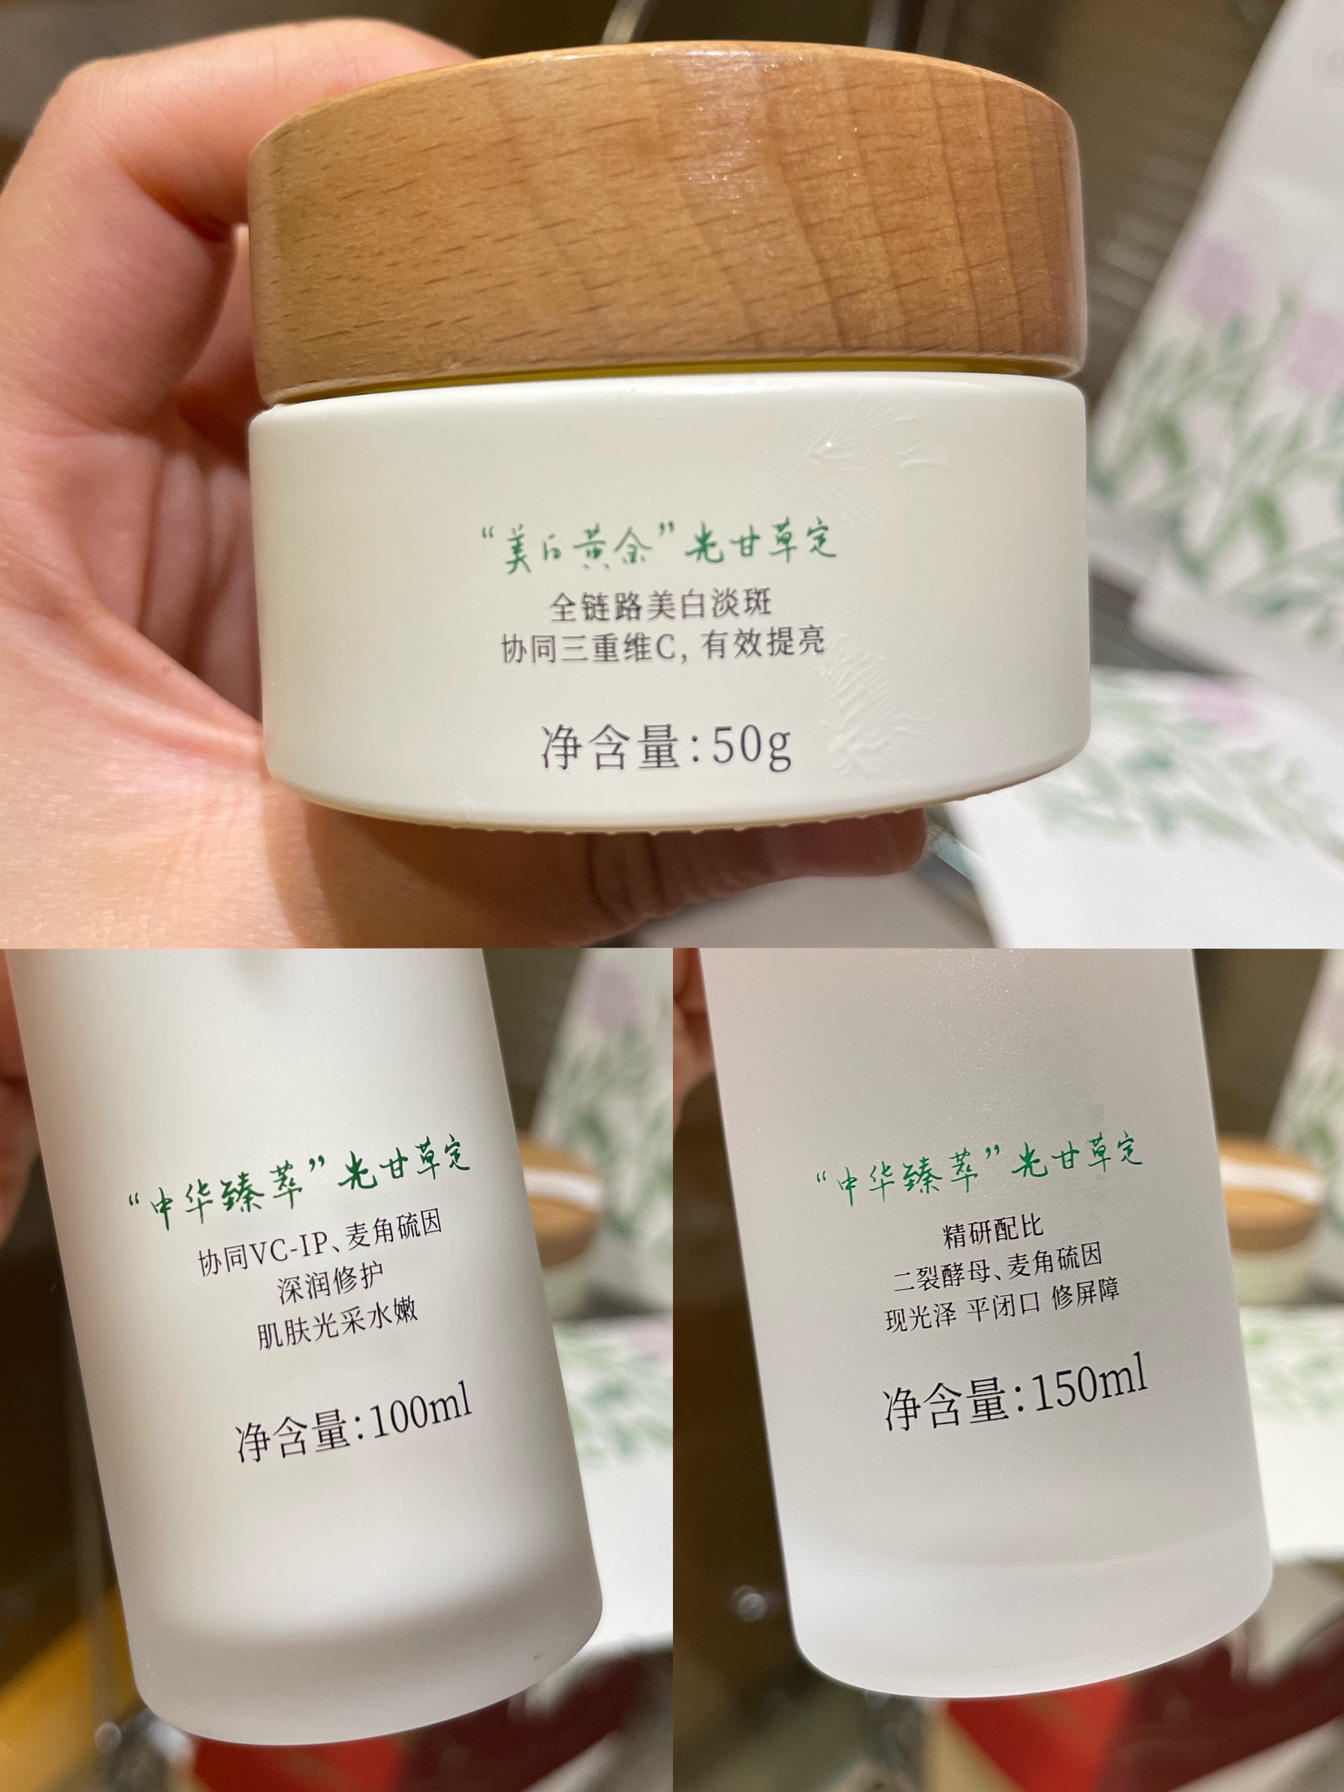 “美白黄金”光甘草定
全链路美白淡斑
协同三重维C，有效提亮
净含量：50g
“中华臻萃”光甘草定
协同VC-IP、麦角硫因
深润修护
肌肤光采水嫩
净含量：100ml
“中华臻萃”光甘草定
精研配比
二裂酵母、麦角硫因
现光泽 平闭口 修屏障
净含量：150ml